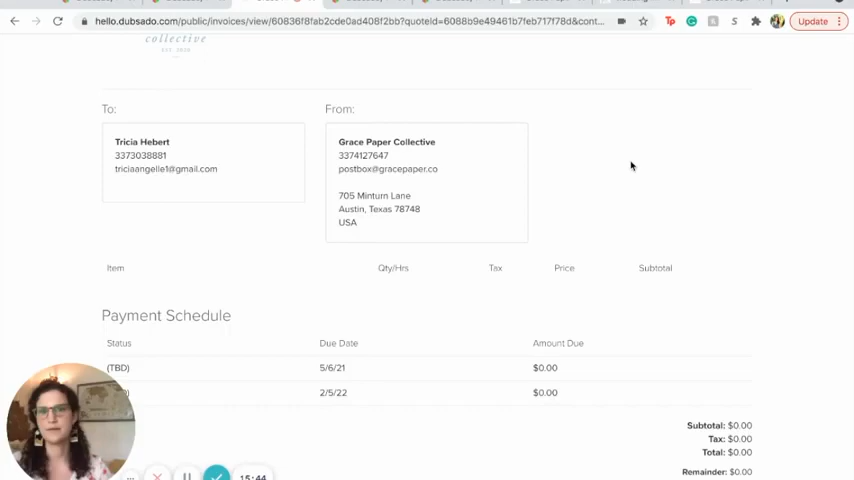 hello.dubsado.com/public/invoices/view/60836f8fab2cde0ad408f2bb?quoteId=6088b9e49461b7feb717f78d&cont...
Update
collective
EST. 2020
To:
From:
Tricia Hebert
3373038881
triciaangelle1@gmail.com
Grace Paper Collective
3374127647
postbox@gracepaper.co
705 Minturn Lane
Austin, Texas 78748
USA
Item Qty/Hrs Tax Price Subtotal
Payment Schedule
Status Due Date Amount Due
(TBD) 5/6/21 $0.00
2/5/22 $0.00
Subtotal: $0.00
Tax: $0.00
Total: $0.00
Remainder: $0.00
15:44